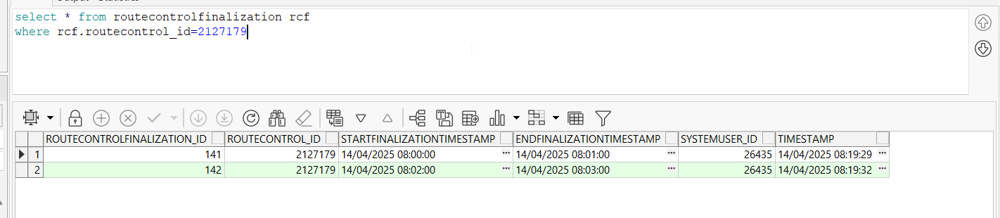 select * from routecontrolfinalization rcf
where rcf.routecontrol_id=2127179
ROUTECONTROLFINALIZATION_ID ROUTECONTROL_ID STARTFINALIZATIONTIMESTAMP ENDFINALIZATIONTIMESTAMP SYSTEMUSER_ID TIMESTAMP
1 141 2127179 14/04/2025 08:00:00 ... 14/04/2025 08:01:00 ... 26435 14/04/2025 08:19:29 ...
2 142 2127179 14/04/2025 08:02:00 ... 14/04/2025 08:03:00 ... 26435 14/04/2025 08:19:32 ...